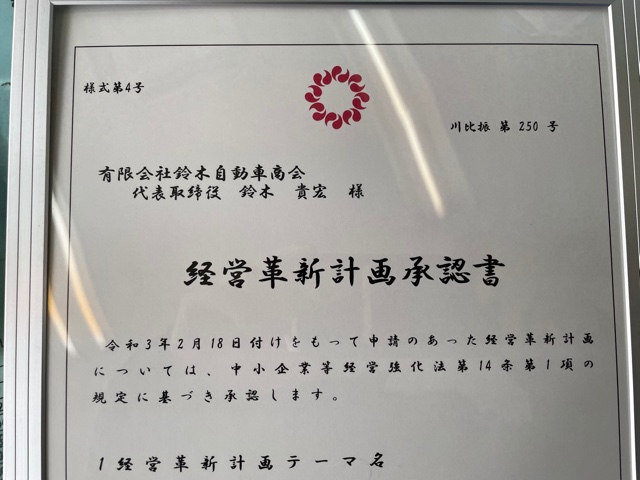 様式第4号
川比振 第 250 号
有限会社鈴木自動車商会
代表取締役 鈴木 貴宏 様
経営革新計画承認書
令和3年2月18日付けをもって申請のあった経営革新計画
については、中小企業等経営強化法第14条第1項の
規定に基づき承認します。
1経営革新計画テーマ名